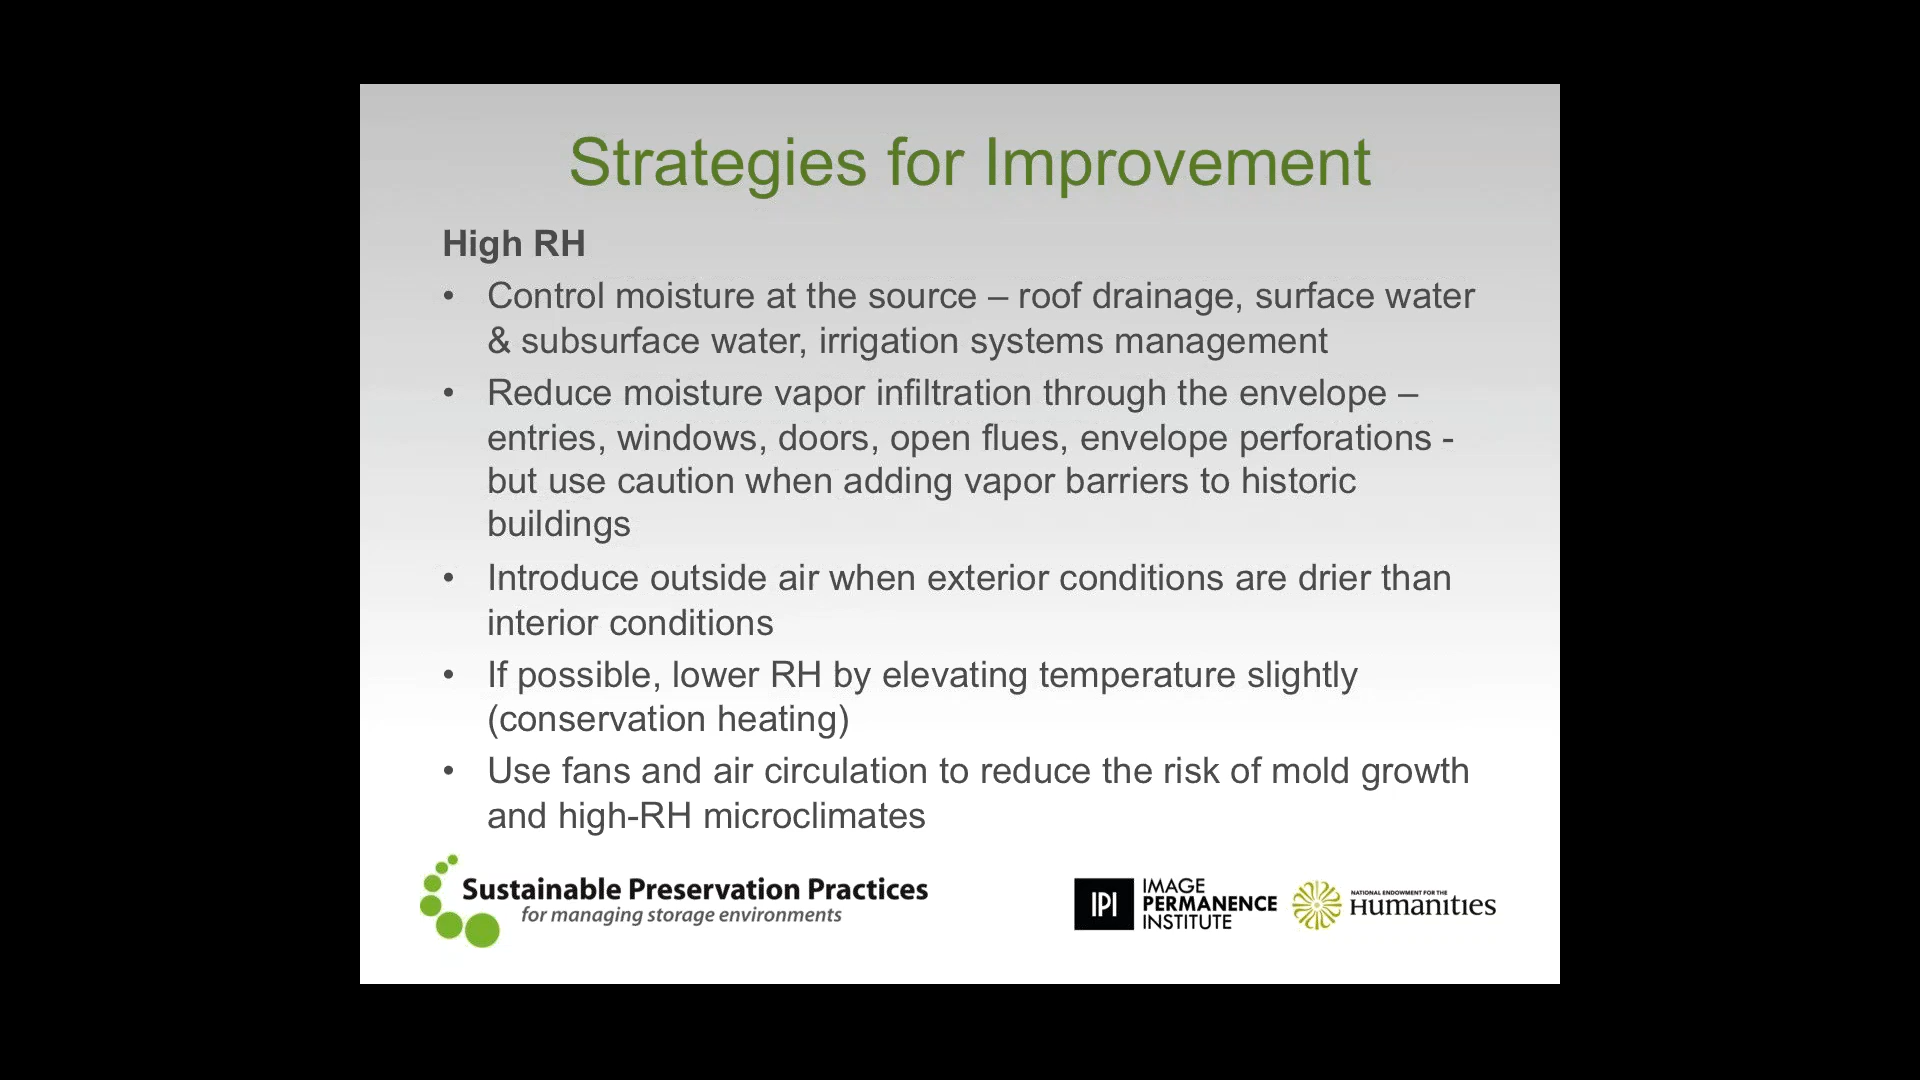 Strategies for Improvement
High RH
• Control moisture at the source – roof drainage, surface water
& subsurface water, irrigation systems management
• Reduce moisture vapor infiltration through the envelope –
entries, windows, doors, open flues, envelope perforations -
but use caution when adding vapor barriers to historic
buildings
• Introduce outside air when exterior conditions are drier than
interior conditions
• If possible, lower RH by elevating temperature slightly
(conservation heating)
• Use fans and air circulation to reduce the risk of mold growth
and high-RH microclimates
Sustainable Preservation Practices
for managing storage environments
IPI
IMAGE
PERMANENCE
INSTITUTE
NATIONAL ENDOWMENT FOR THE
Humanities